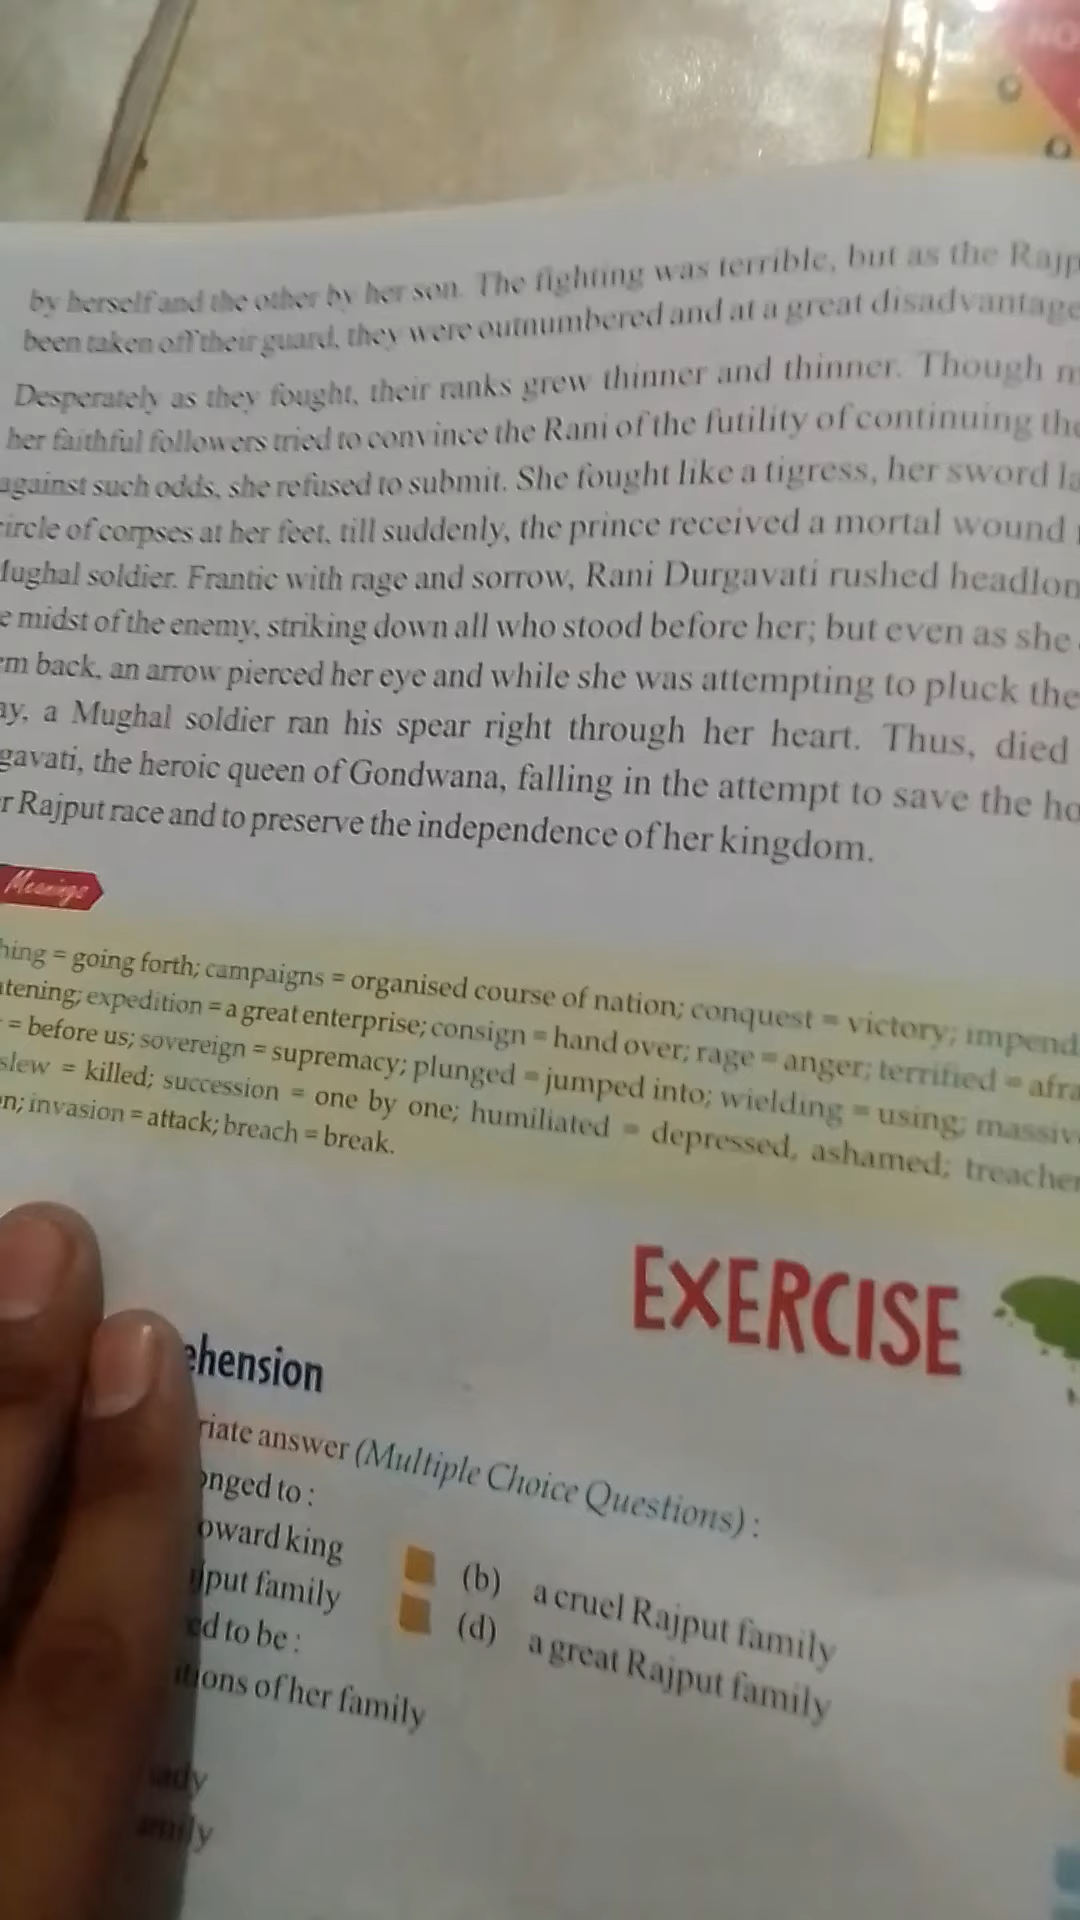 NO
by herself and the other by her son. The fighting was terrible, but as the Rajp
been taken off their guard, they were outnumbered and at a great disadvantage
Desperately as they fought, their ranks grew thinner and thinner. Though m
her faithful followers tried to convince the Rani of the futility of continuing the
against such odds, she refused to submit. She fought like a tigress, her sword la
circle of corpses at her feet, till suddenly, the prince received a mortal wound
ughal soldier. Frantic with rage and sorrow, Rani Durgavati rushed headlon
e midst of the enemy, striking down all who stood before her; but even as she
em back, an arrow pierced her eye and while she was attempting to pluck the
ay, a Mughal soldier ran his spear right through her heart. Thus, died
gavati, the heroic queen of Gondwana, falling in the attempt to save the ho
r Rajput race and to preserve the independence of her kingdom.
Meanings
hing = going forth; campaigns = organised course of nation; conquest = victory; impend
atening; expedition = a great enterprise; consign = hand over; rage = anger; terrified = afra
= before us; sovereign = supremacy; plunged = jumped into; wielding = using; massiv
slew = killed; succession = one by one; humiliated = depressed, ashamed; treacher
on; invasion = attack; breach = break.
EXERCISE
ehension
riate answer (Multiple Choice Questions) :
onged to :
oward king
(b) a cruel Rajput family
jput family
(d) a great Rajput family
ed to be :
itions of her family
lady
amily